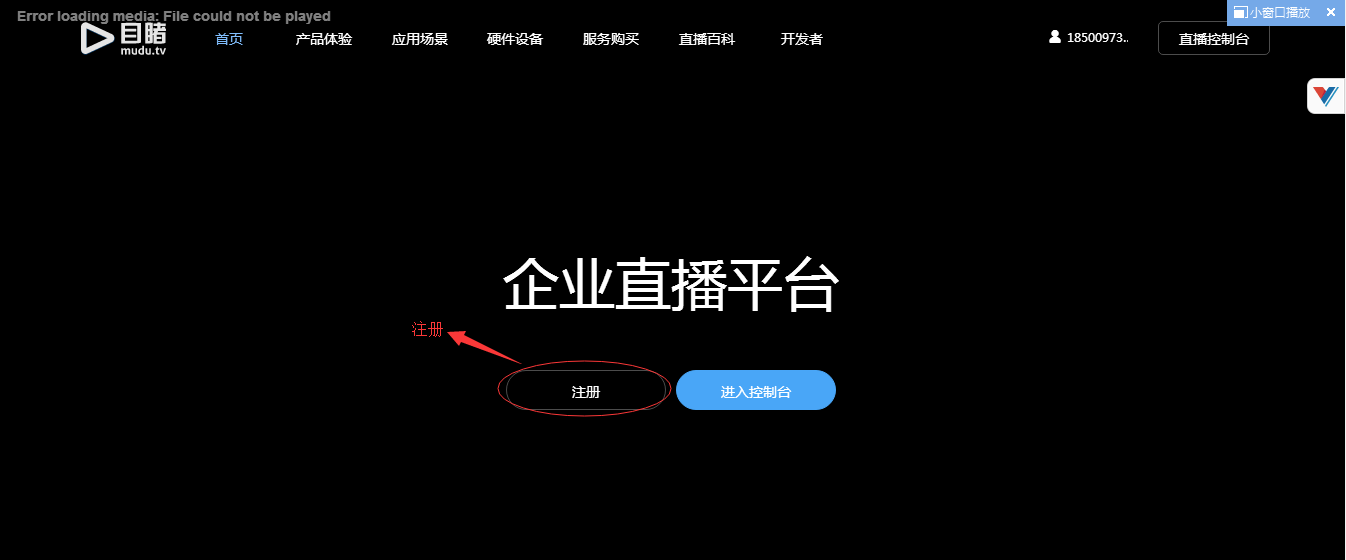 Error loading media: File could not be played
小窗口播放 ×
目睹
mudu.tv
首页 产品体验 应用场景 硬件设备 服务购买 直播百科 开发者 18500973.. 直播控制台
企业直播平台
注册
注册 进入控制台